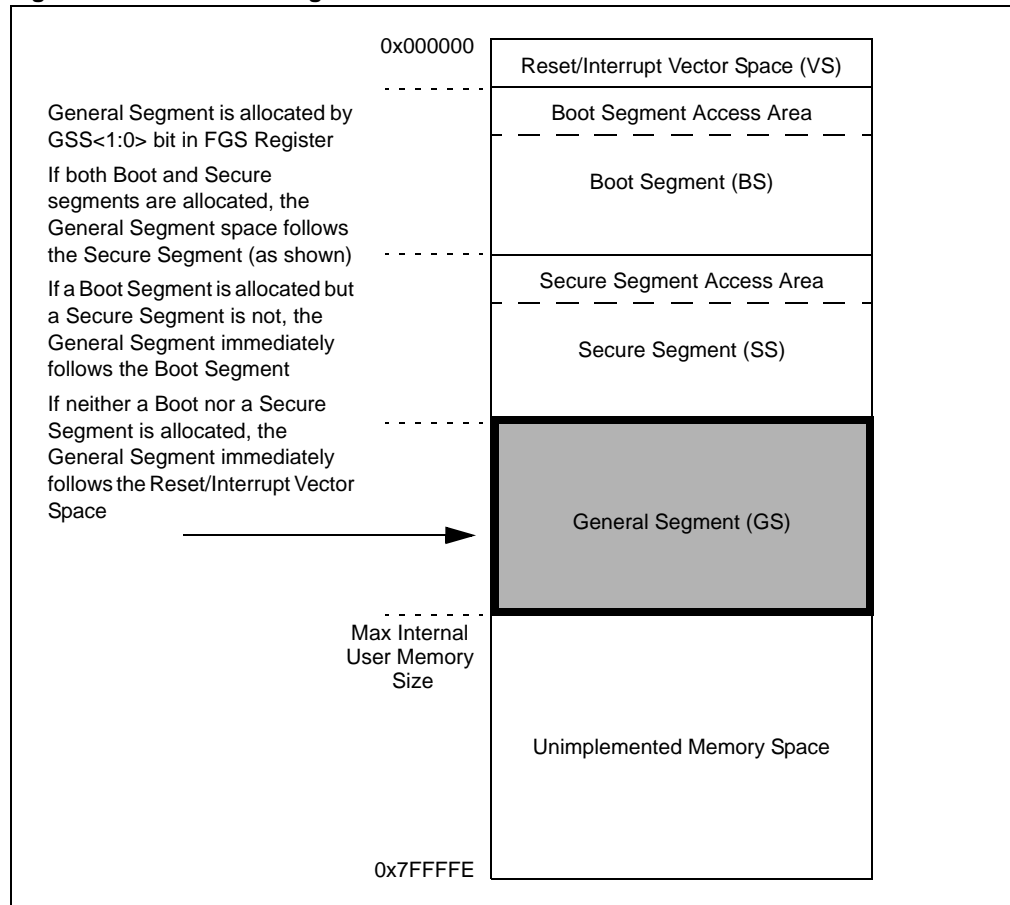 0x000000
Reset/Interrupt Vector Space (VS)
General Segment is allocated by
GSS<1:0> bit in FGS Register
If both Boot and Secure
segments are allocated, the
General Segment space follows
the Secure Segment (as shown)
If a Boot Segment is allocated but
a Secure Segment is not, the
General Segment immediately
follows the Boot Segment
If neither a Boot nor a Secure
Segment is allocated, the
General Segment immediately
follows the Reset/Interrupt Vector
Space
Boot Segment Access Area
Boot Segment (BS)
Secure Segment Access Area
Secure Segment (SS)
General Segment (GS)
Max Internal
User Memory
Size
Unimplemented Memory Space
0x7FFFFE